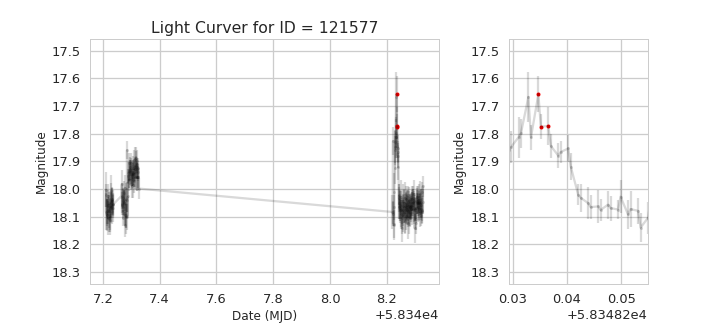 Light Curver for ID = 121577
Magnitude
17.5
17.6
17.7
17.8
17.9
18.0
18.1
18.2
18.3
7.2 7.4 7.6 7.8 8.0 8.2
Date (MJD)
+5.834e4
Magnitude
17.5
17.6
17.7
17.8
17.9
18.0
18.1
18.2
18.3
0.03 0.04 0.05
+5.83482e4